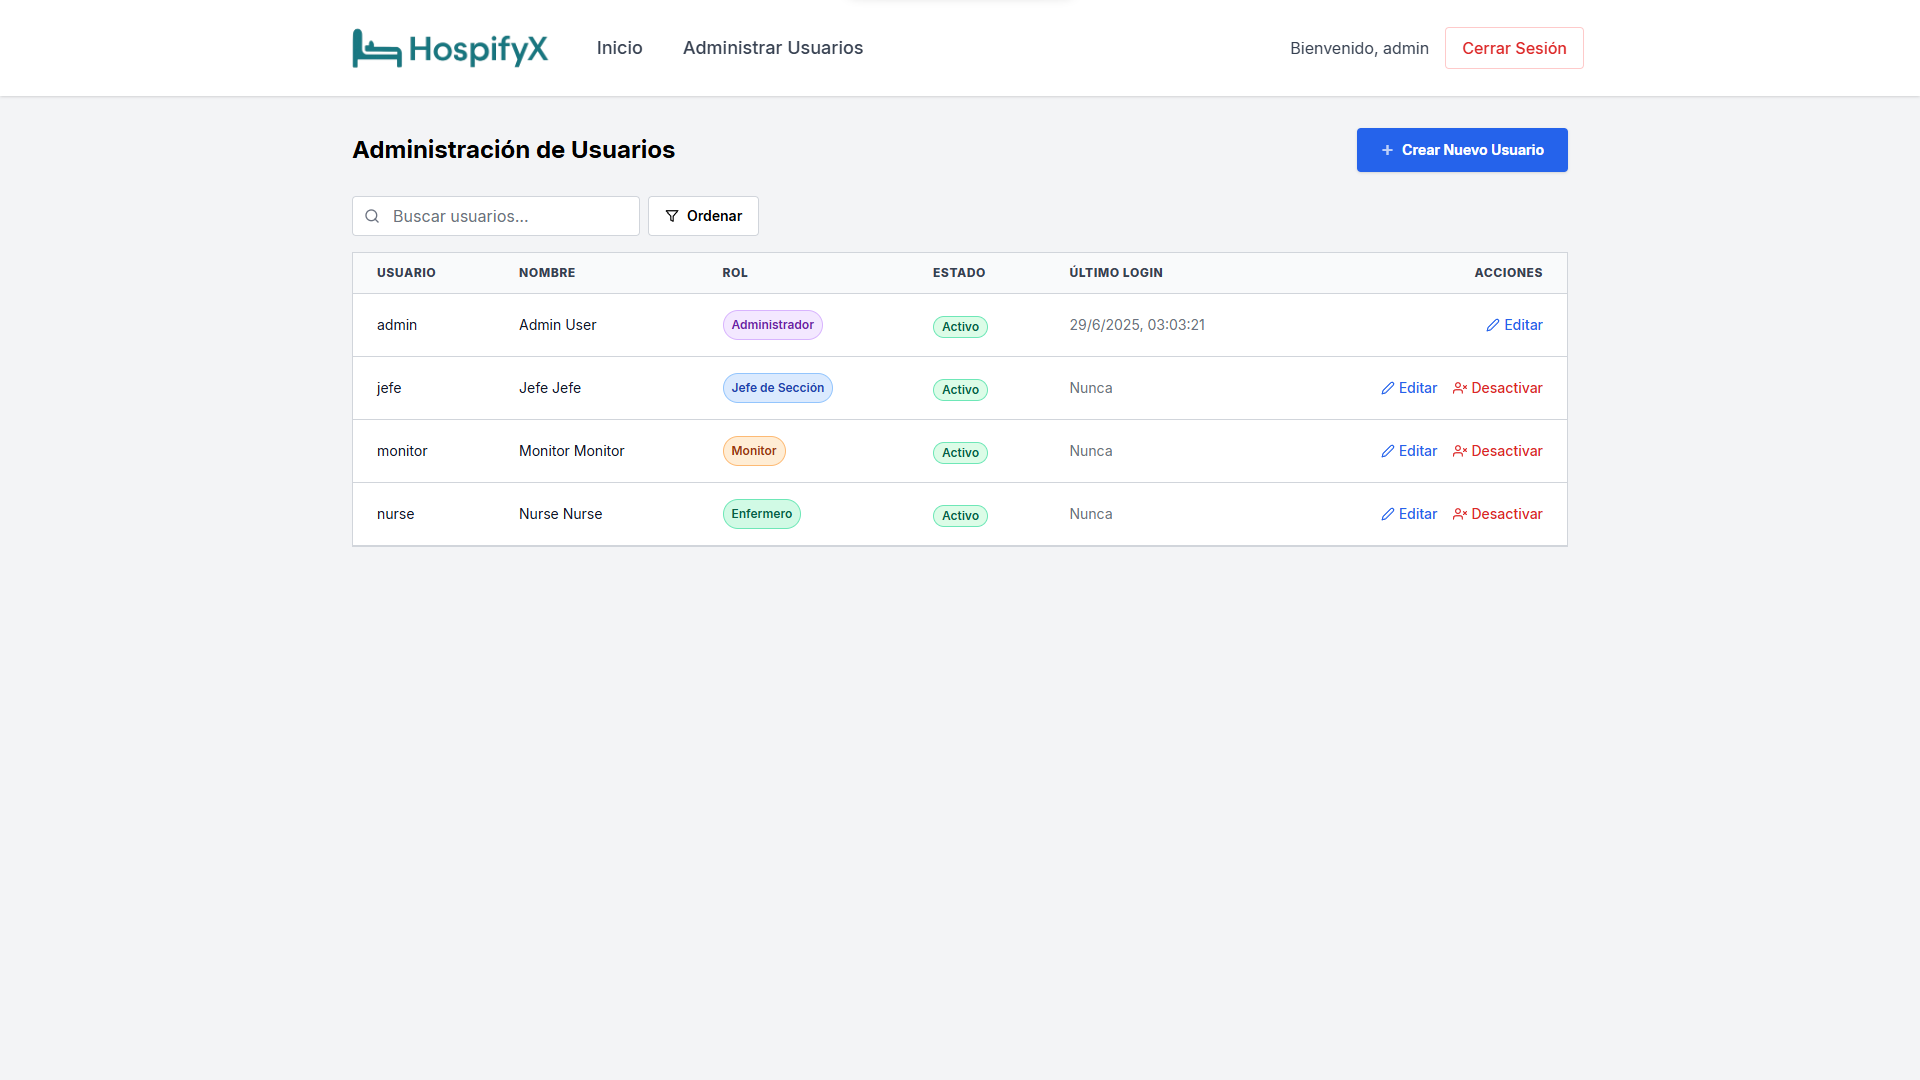 HospifyX Inicio Administrar Usuarios Bienvenido, admin Cerrar Sesión
Administración de Usuarios + Crear Nuevo Usuario
Buscar usuarios... Ordenar
USUARIO NOMBRE ROL ESTADO ÚLTIMO LOGIN ACCIONES
admin Admin User Administrador Activo 29/6/2025, 03:03:21 Editar
jefe Jefe Jefe Jefe de Sección Activo Nunca Editar Desactivar
monitor Monitor Monitor Monitor Activo Nunca Editar Desactivar
nurse Nurse Nurse Enfermero Activo Nunca Editar Desactivar